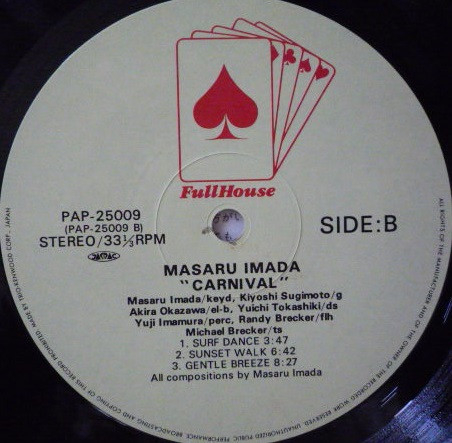 FullHouse
PAP-25009
(PAP-25009 B)
STEREO/33⅓RPM
SIDE:B
MASARU IMADA
"CARNIVAL"
Masaru Imada/keyd, Kiyoshi Sugimoto/g
Akira Okazawa/el-b, Yuichi Tokashiki/ds
Yuji Imamura/perc, Randy Brecker/flh
Michael Brecker/ts
1. SURF DANCE 3:47
2. SUNSET WALK 6:42
3. GENTLE BREEZE 8:27
All compositions by Masaru Imada
ALL RIGHTS OF THE MANUFACTURER AND OF THE OWNER OF THE RECORDED WORK RESERVED. UNAUTHORIZED PUBLIC PERFORMANCE, BROADCASTING AND COPYING OF THIS RECORD PROHIBITED. MADE BY TRIO-KENWOOD CORP., JAPAN